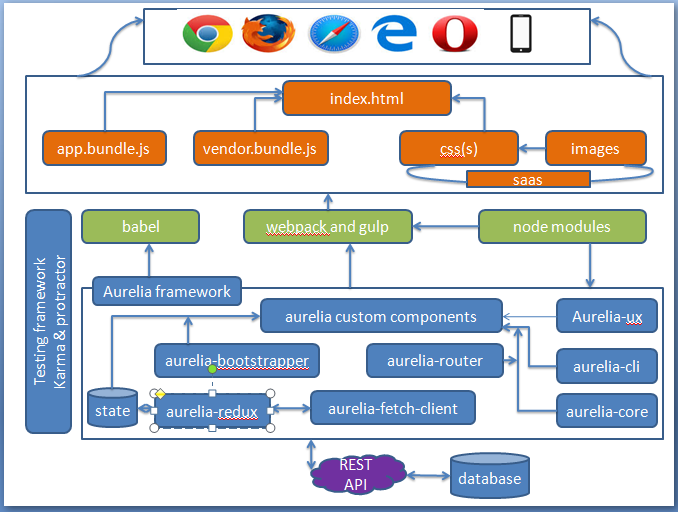 index.html
app.bundle.js
vendor.bundle.js
css(s)
images
saas
babel
webpack and gulp
node modules
Testing framework
Karma & protractor
Aurelia framework
aurelia custom components
Aurelia-ux
aurelia-bootstrapper
aurelia-router
aurelia-cli
state
aurelia-redux
aurelia-fetch-client
aurelia-core
REST
API
database